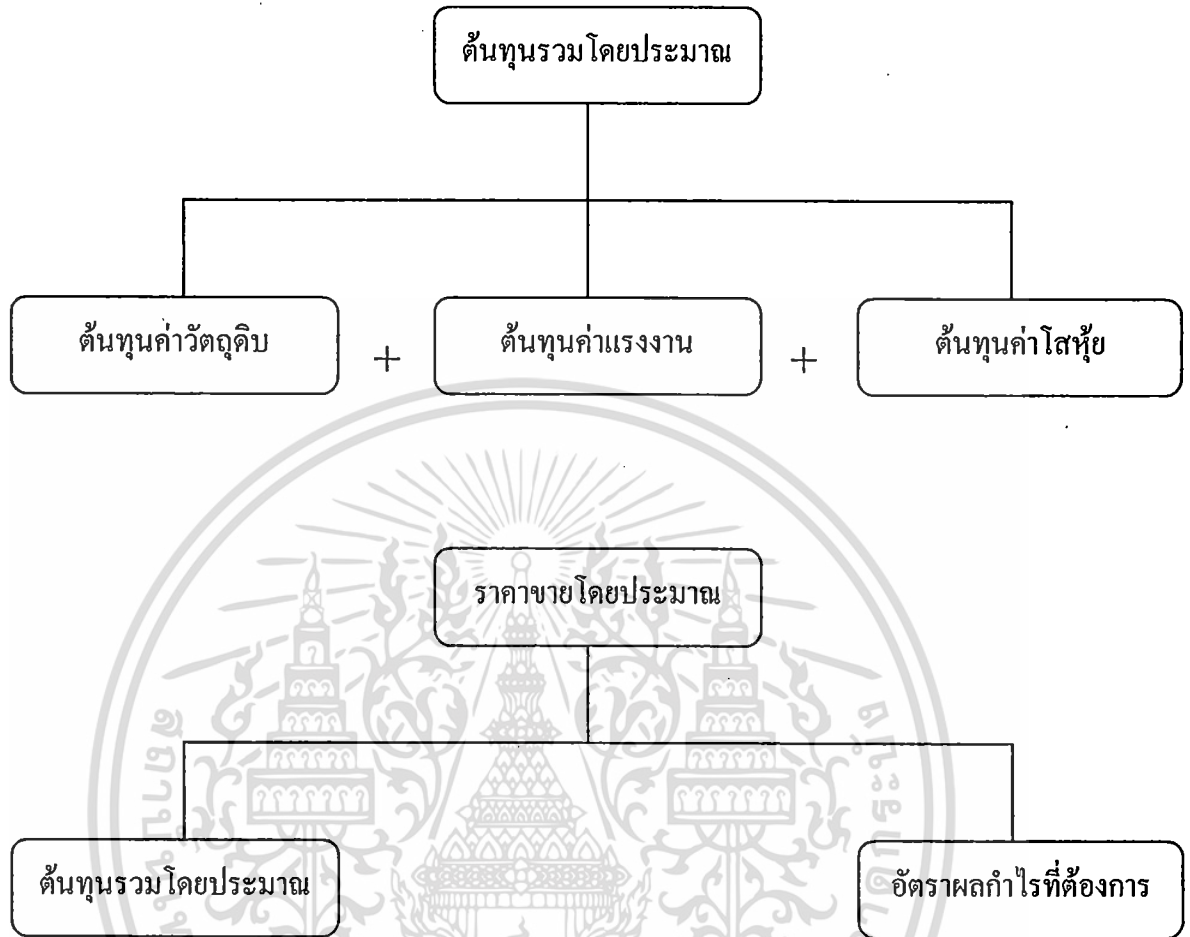 ต้นทุนรวมโดยประมาณ
ต้นทุนค่าวัตถุดิบ + ต้นทุนค่าแรงงาน + ต้นทุนค่าโสหุ้ย
ราคาขายโดยประมาณ
ต้นทุนรวมโดยประมาณ อัตราผลกำไรที่ต้องการ